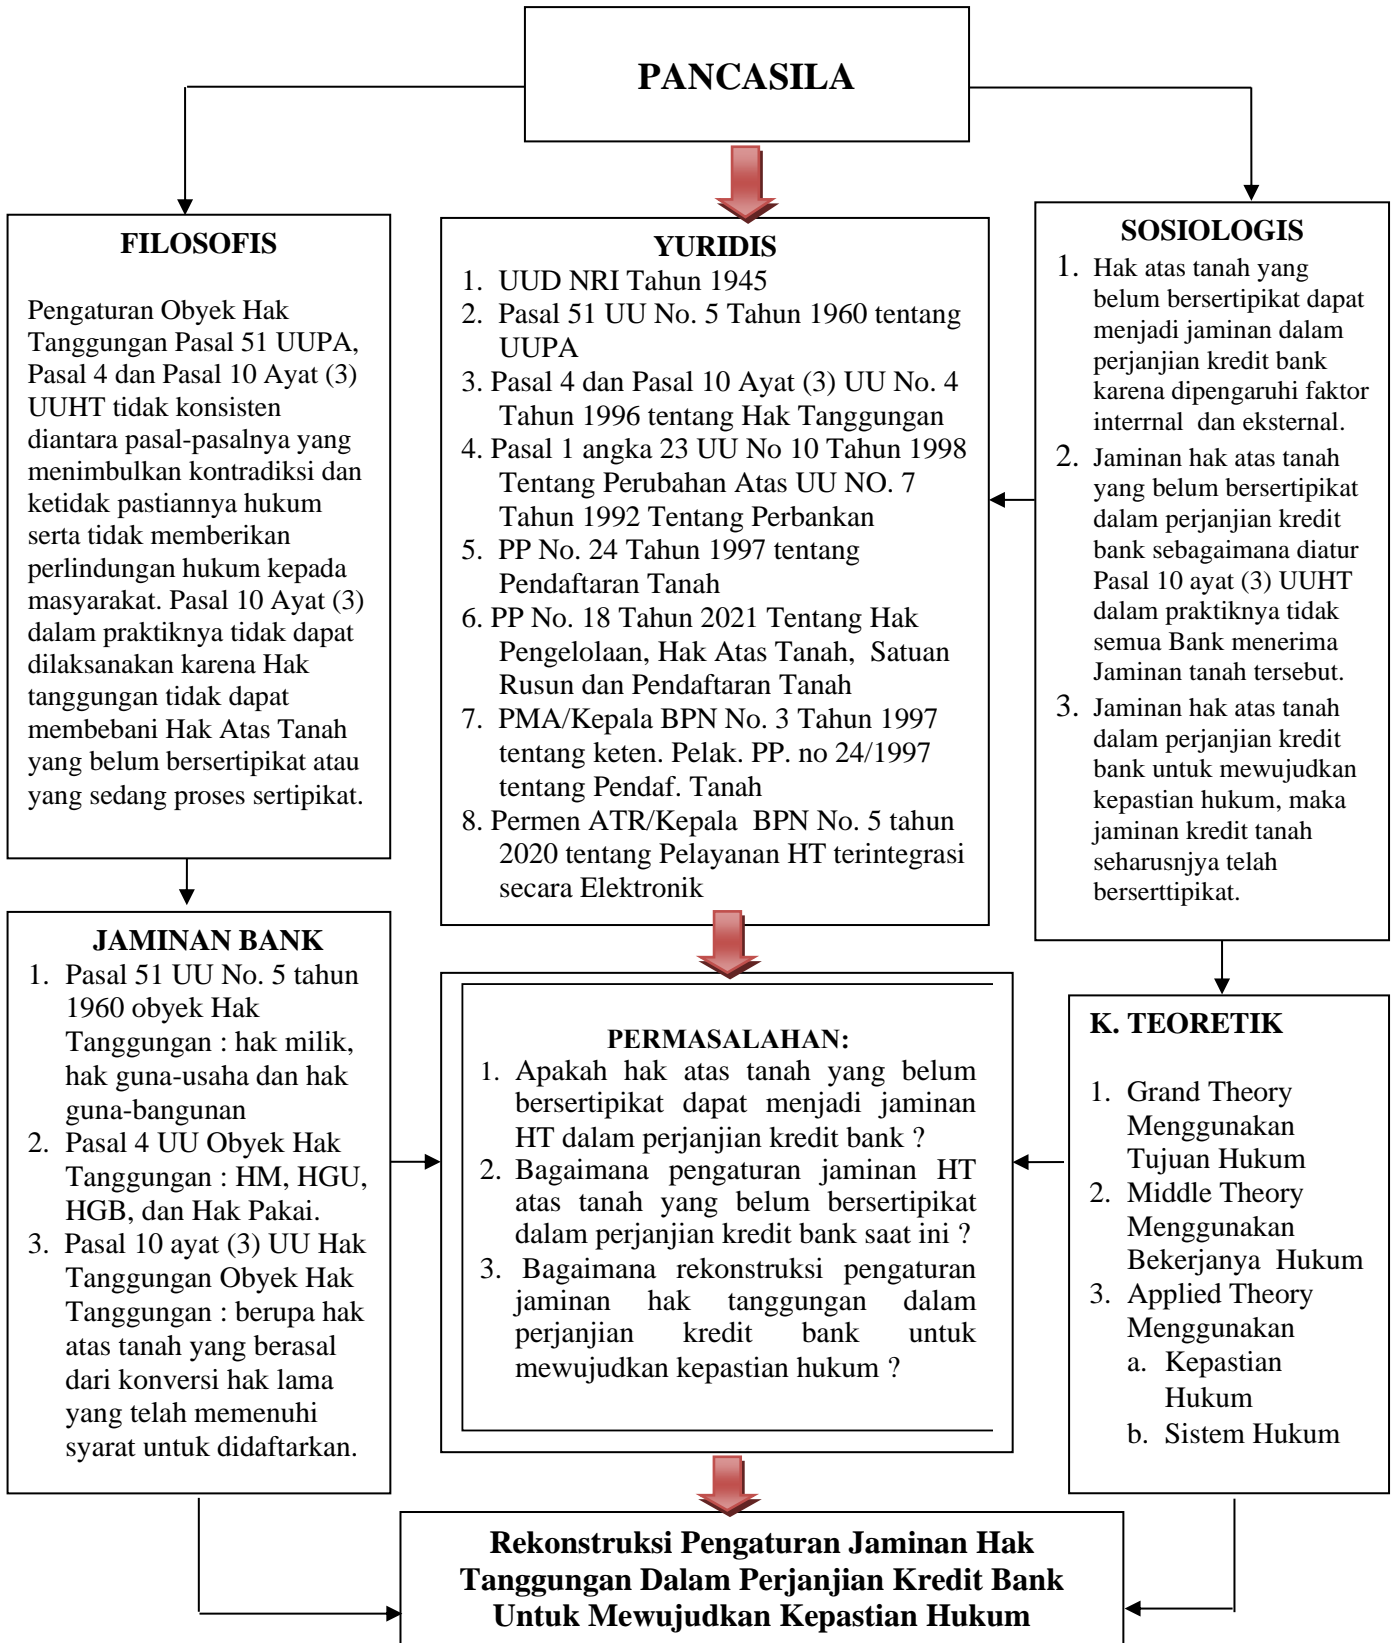 PANCASILA
FILOSOFIS
Pengaturan Obyek Hak
Tanggungan Pasal 51 UUPA,
Pasal 4 dan Pasal 10 Ayat (3)
UUHT tidak konsisten
diantara pasal-pasalnya yang
menimbulkan kontradiksi dan
ketidak pastiannya hukum
serta tidak memberikan
perlindungan hukum kepada
masyarakat. Pasal 10 Ayat (3)
dalam praktiknya tidak dapat
dilaksanakan karena Hak
tanggungan tidak dapat
membebani Hak Atas Tanah
yang belum bersertipikat atau
yang sedang proses sertipikat.
YURIDIS
1. UUD NRI Tahun 1945
2. Pasal 51 UU No. 5 Tahun 1960 tentang
UUPA
3. Pasal 4 dan Pasal 10 Ayat (3) UU No. 4
Tahun 1996 tentang Hak Tanggungan
4. Pasal 1 angka 23 UU No 10 Tahun 1998
Tentang Perubahan Atas UU NO. 7
Tahun 1992 Tentang Perbankan
5. PP No. 24 Tahun 1997 tentang
Pendaftaran Tanah
6. PP No. 18 Tahun 2021 Tentang Hak
Pengelolaan, Hak Atas Tanah, Satuan
Rusun dan Pendaftaran Tanah
7. PMA/Kepala BPN No. 3 Tahun 1997
tentang keten. Pelak. PP. no 24/1997
tentang Pendaf. Tanah
8. Permen ATR/Kepala BPN No. 5 tahun
2020 tentang Pelayanan HT terintegrasi
secara Elektronik
SOSIOLOGIS
1. Hak atas tanah yang
belum bersertipikat dapat
menjadi jaminan dalam
perjanjian kredit bank
karena dipengaruhi faktor
interrnal dan eksternal.
2. Jaminan hak atas tanah
yang belum bersertipikat
dalam perjanjian kredit
bank sebagaimana diatur
Pasal 10 ayat (3) UUHT
dalam praktiknya tidak
semua Bank menerima
Jaminan tanah tersebut.
3. Jaminan hak atas tanah
dalam perjanjian kredit
bank untuk mewujudkan
kepastian hukum, maka
jaminan kredit tanah
seharusnjya telah
berserttipikat.
JAMINAN BANK
1. Pasal 51 UU No. 5 tahun
1960 obyek Hak
Tanggungan : hak milik,
hak guna-usaha dan hak
guna-bangunan
2. Pasal 4 UU Obyek Hak
Tanggungan : HM, HGU,
HGB, dan Hak Pakai.
3. Pasal 10 ayat (3) UU Hak
Tanggungan Obyek Hak
Tanggungan : berupa hak
atas tanah yang berasal
dari konversi hak lama
yang telah memenuhi
syarat untuk didaftarkan.
PERMASALAHAN:
1. Apakah hak atas tanah yang belum
bersertipikat dapat menjadi jaminan
HT dalam perjanjian kredit bank ?
2. Bagaimana pengaturan jaminan HT
atas tanah yang belum bersertipikat
dalam perjanjian kredit bank saat ini ?
3. Bagaimana rekonstruksi pengaturan
jaminan hak tanggungan dalam
perjanjian kredit bank untuk
mewujudkan kepastian hukum ?
K. TEORETIK
1. Grand Theory
Menggunakan
Tujuan Hukum
2. Middle Theory
Menggunakan
Bekerjanya Hukum
3. Applied Theory
Menggunakan
a. Kepastian
Hukum
b. Sistem Hukum
Rekonstruksi Pengaturan Jaminan Hak
Tanggungan Dalam Perjanjian Kredit Bank
Untuk Mewujudkan Kepastian Hukum